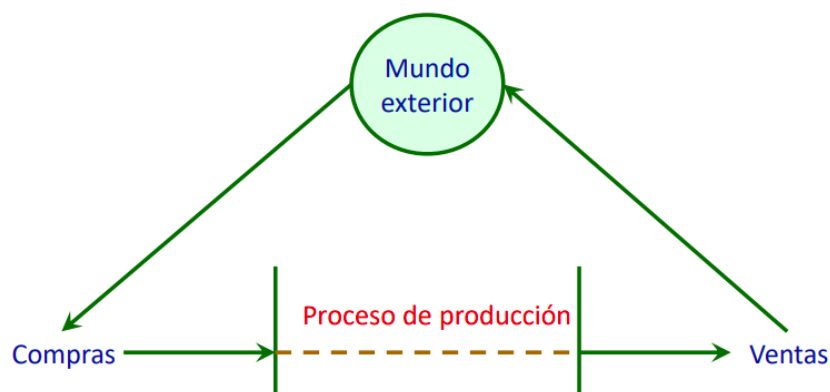 Mundo
exterior
Proceso de producción
Compras
Ventas